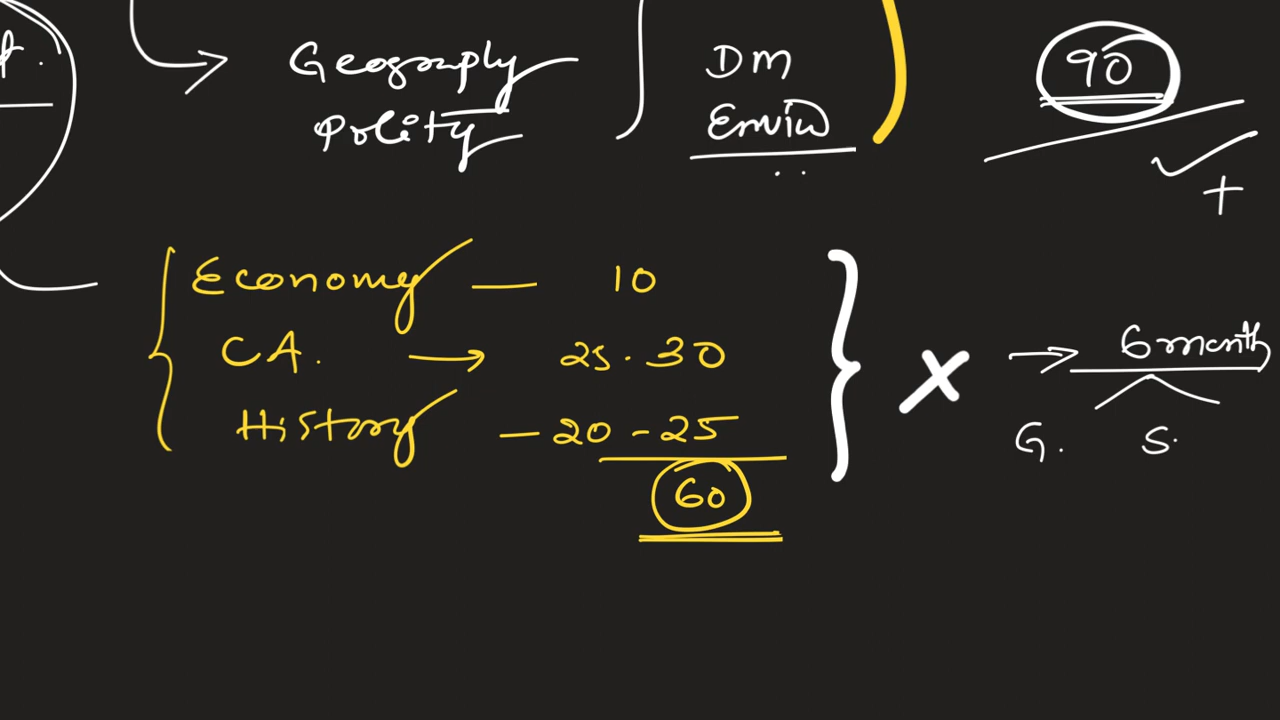 Geography DM 90
Polity Enviro
+
Economy — 10
CA. → 25.30 → 6 month
History — 20 - 25 G. S.
60